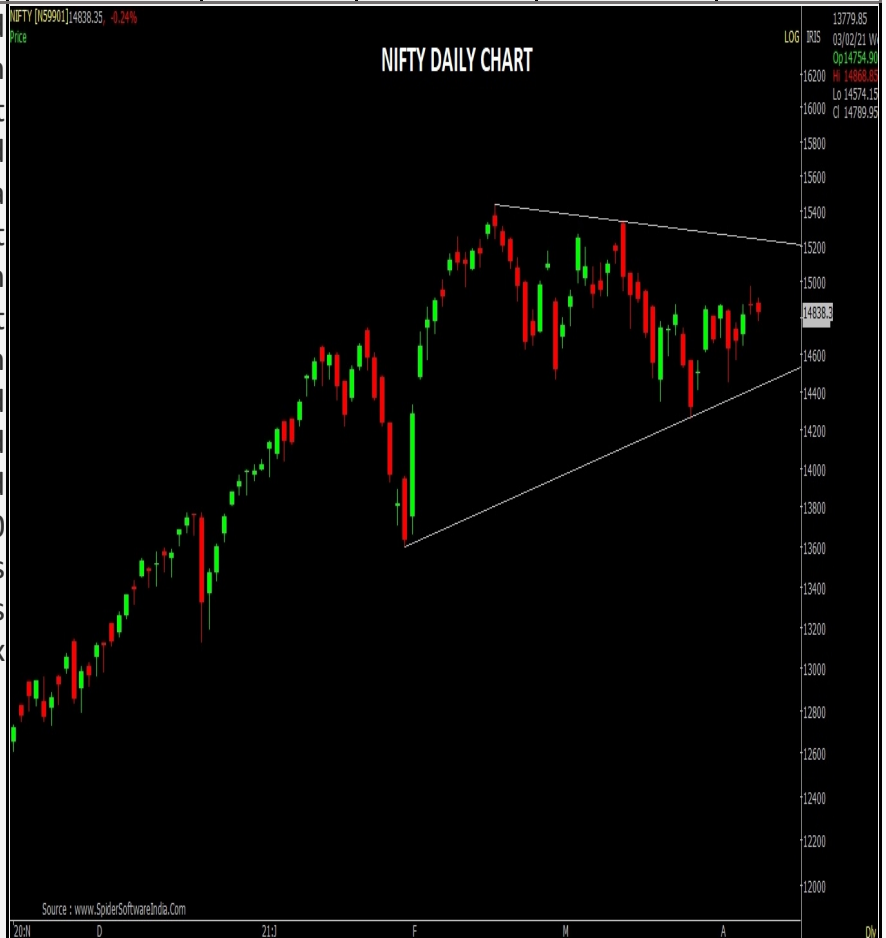 NIFTY [N59901]14838.35, -0.24%
Price
LOG
IRIS
NIFTY DAILY CHART
13779.85
03/02/21 We
Op14754.90
Hi 14868.85
Lo 14574.15
Cl 14789.95
16200
16000
15800
15600
15400
15200
15000
14838.3
14600
14400
14200
14000
13800
13600
13400
13200
13000
12800
12600
12400
12200
12000
Source : www.SpiderSoftwareIndia.Com
20:N D 21:J F M A Dly